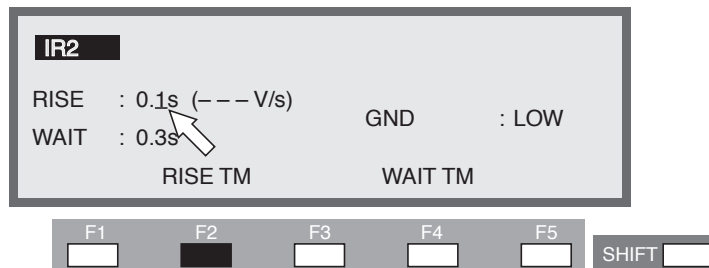 IR2
RISE : 0.1s (– – – V/s)
GND : LOW
WAIT : 0.3s
RISE TM WAIT TM
F1 F2 F3 F4 F5
SHIFT